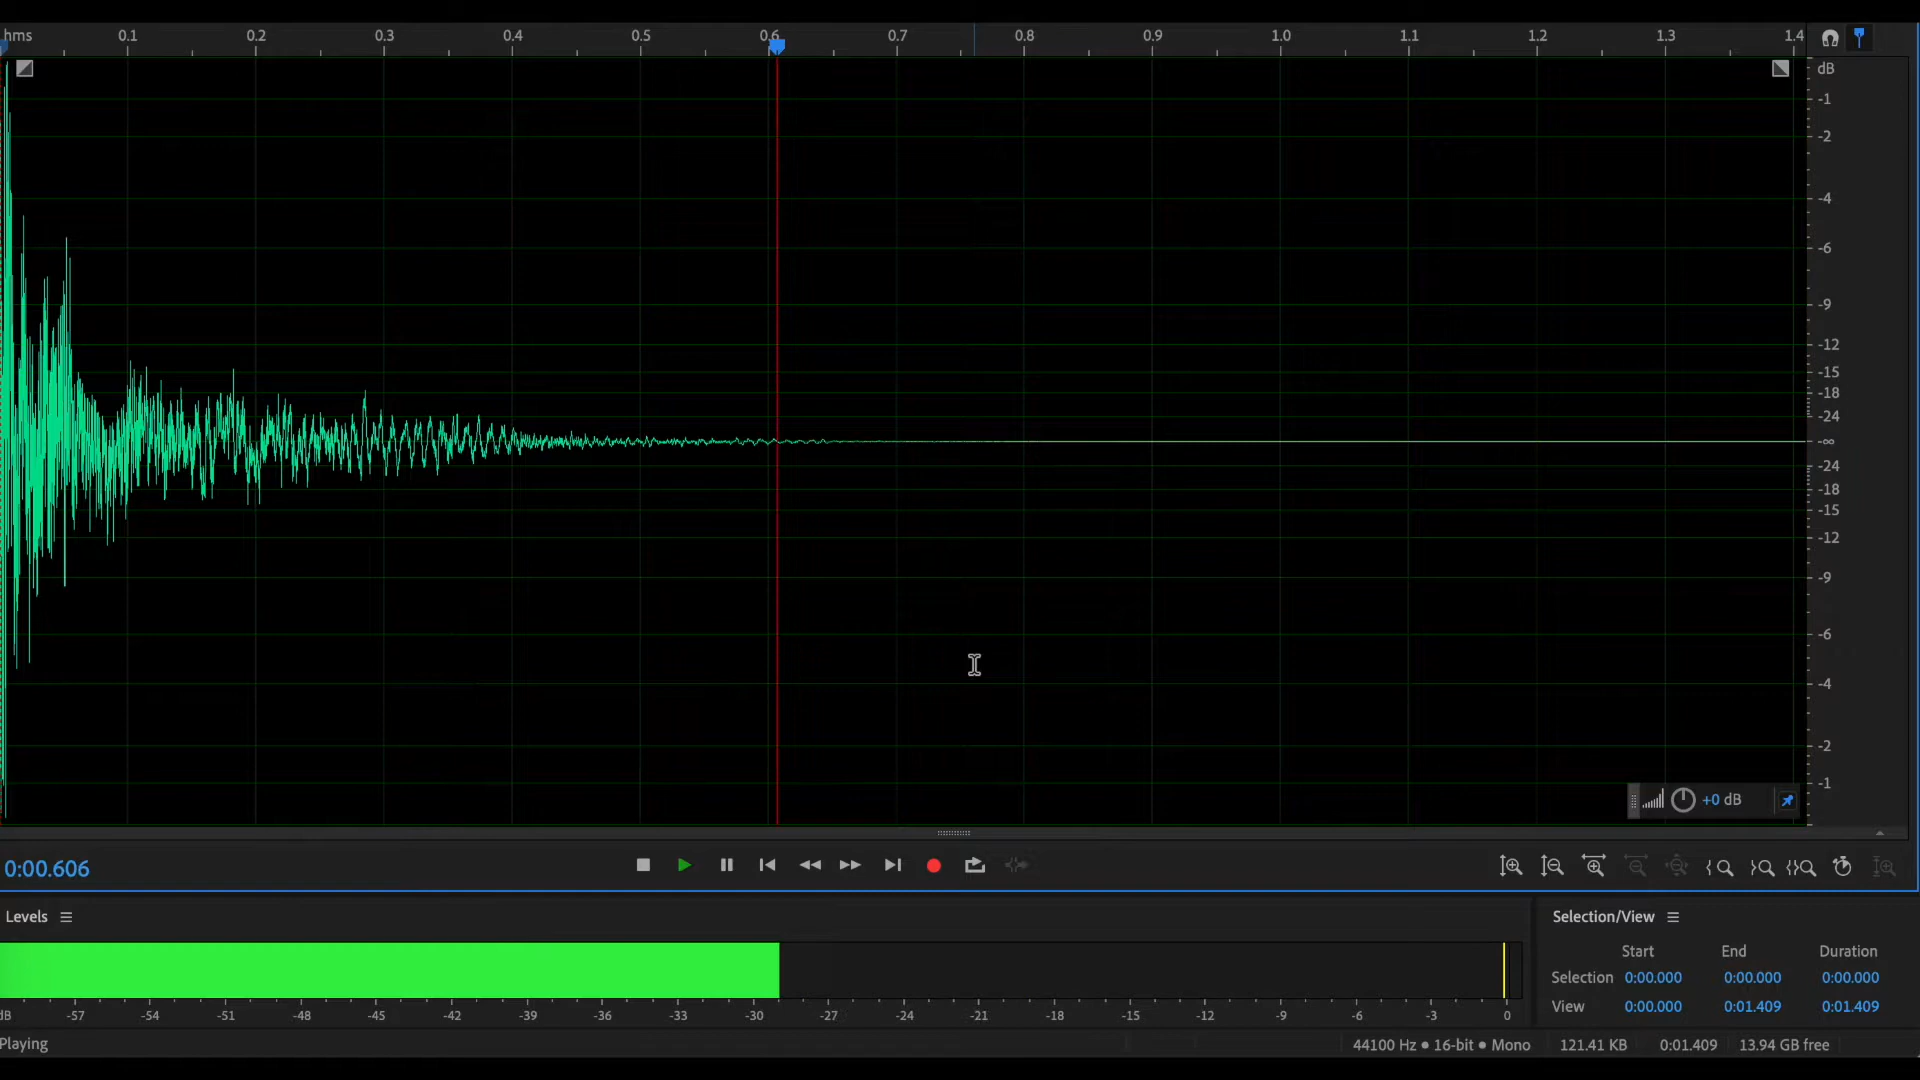 hms 0.1 0.2 0.3 0.4 0.5 0.6 0.7 0.8 0.9 1.0 1.1 1.2 1.3 1.4
dB
-1
-2
-4
-6
-9
-12
-15
-18
-24
-∞
-24
-18
-15
-12
-9
-6
-4
-2
-1
+0 dB
0:00.606
Levels
dB -57 -54 -51 -48 -45 -42 -39 -36 -33 -30 -27 -24 -21 -18 -15 -12 -9 -6 -3 0
Selection/View
Start End Duration
Selection 0:00.000 0:00.000 0:00.000
View 0:00.000 0:01.409 0:01.409
Playing
44100 Hz ● 16-bit ● Mono 121.41 KB 0:01.409 13.94 GB free